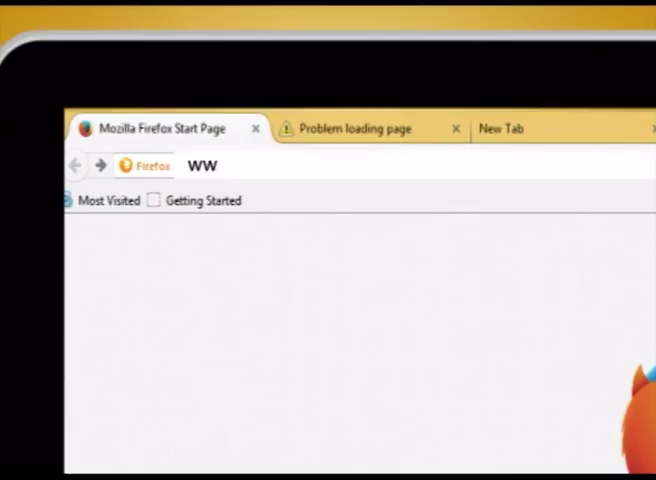 Mozilla Firefox Start Page Problem loading page New Tab
Firefox WW
Most Visited Getting Started